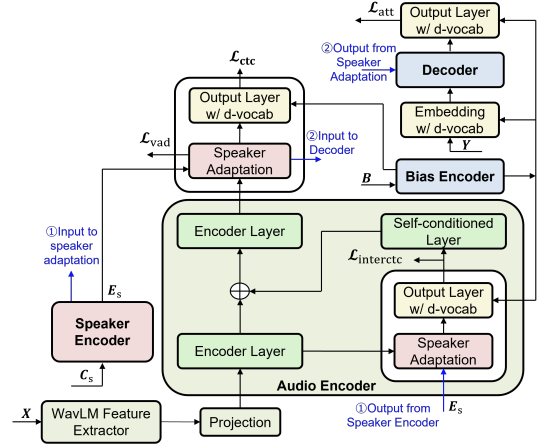 𝓛att
Output Layer
w/ d-vocab
②Output from
Speaker
Adaptation
Decoder
𝓛ctc
Output Layer
w/ d-vocab
Embedding
w/ d-vocab
Y
𝓛vad
Speaker
Adaptation
②Input to
Decoder
B
Bias Encoder
①Input to
speaker
adaptation
Es
Encoder Layer
Self-conditioned
Layer
𝓛interctc
Output Layer
w/ d-vocab
Speaker
Encoder
Cs
Encoder Layer
Speaker
Adaptation
Audio Encoder
①Output from
Speaker Encoder
Es
X
WavLM Feature
Extractor
Projection